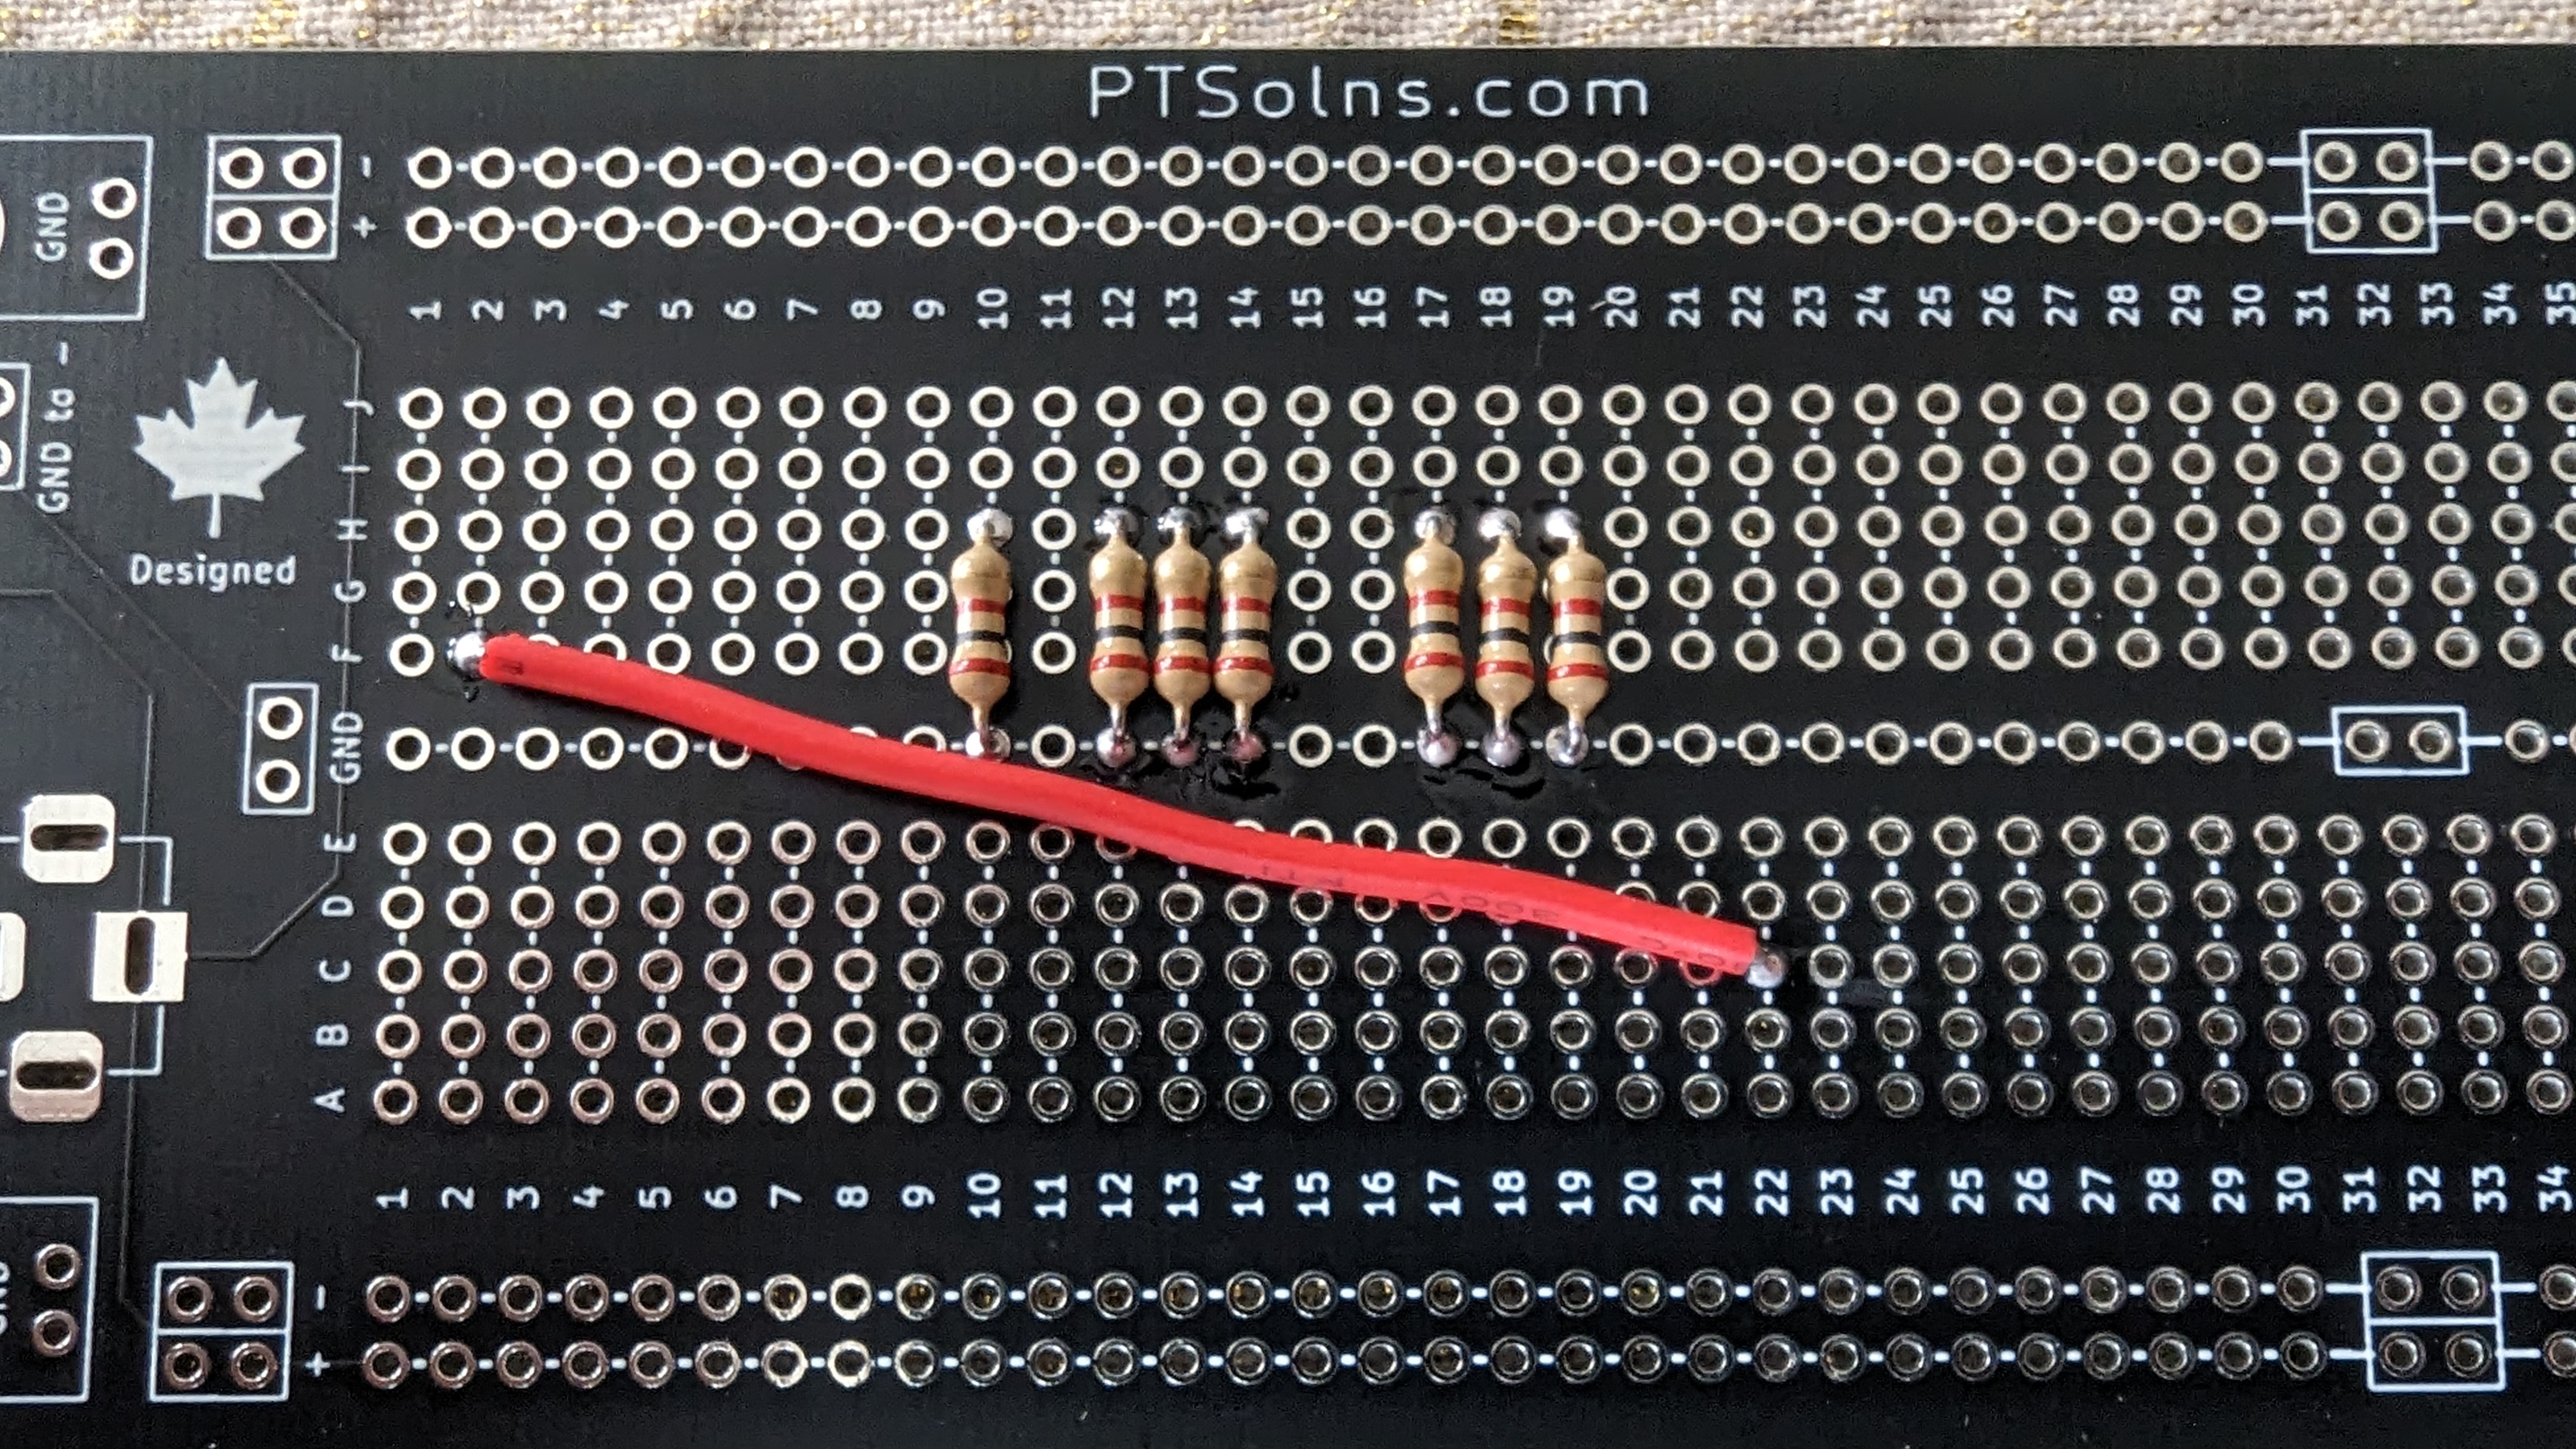 PTSolns.com
-
+
GND
1 2 3 4 5 6 7 8 9 10 11 12 13 14 15 16 17 18 19 20 21 22 23 24 25 26 27 28 29 30 31 32 33 34 35
GND to -
J
I
H
G
F
Designed
GND
E
D
C
B
A
300V
1 2 3 4 5 6 7 8 9 10 11 12 13 14 15 16 17 18 19 20 21 22 23 24 25 26 27 28 29 30 31 32 33 34
-
+